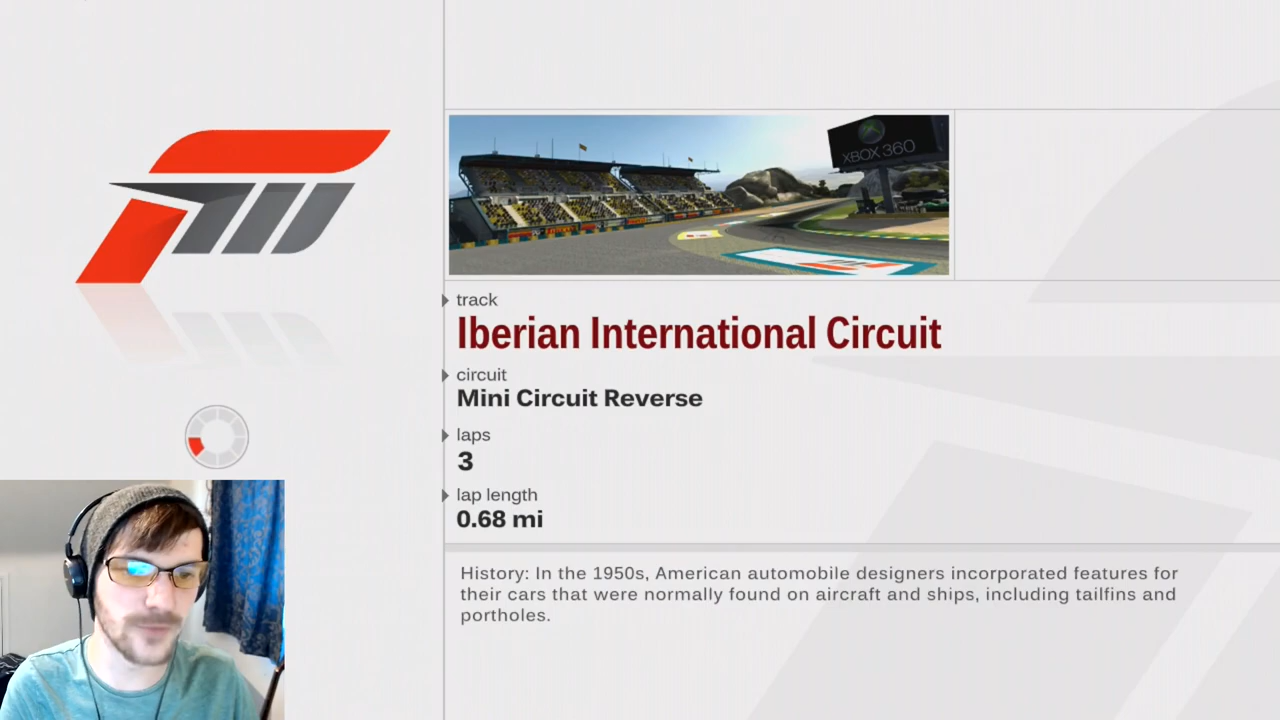 XBOX 360
track
Iberian International Circuit
circuit
Mini Circuit Reverse
laps
3
lap length
0.68 mi
History: In the 1950s, American automobile designers incorporated features for
their cars that were normally found on aircraft and ships, including tailfins and
portholes.